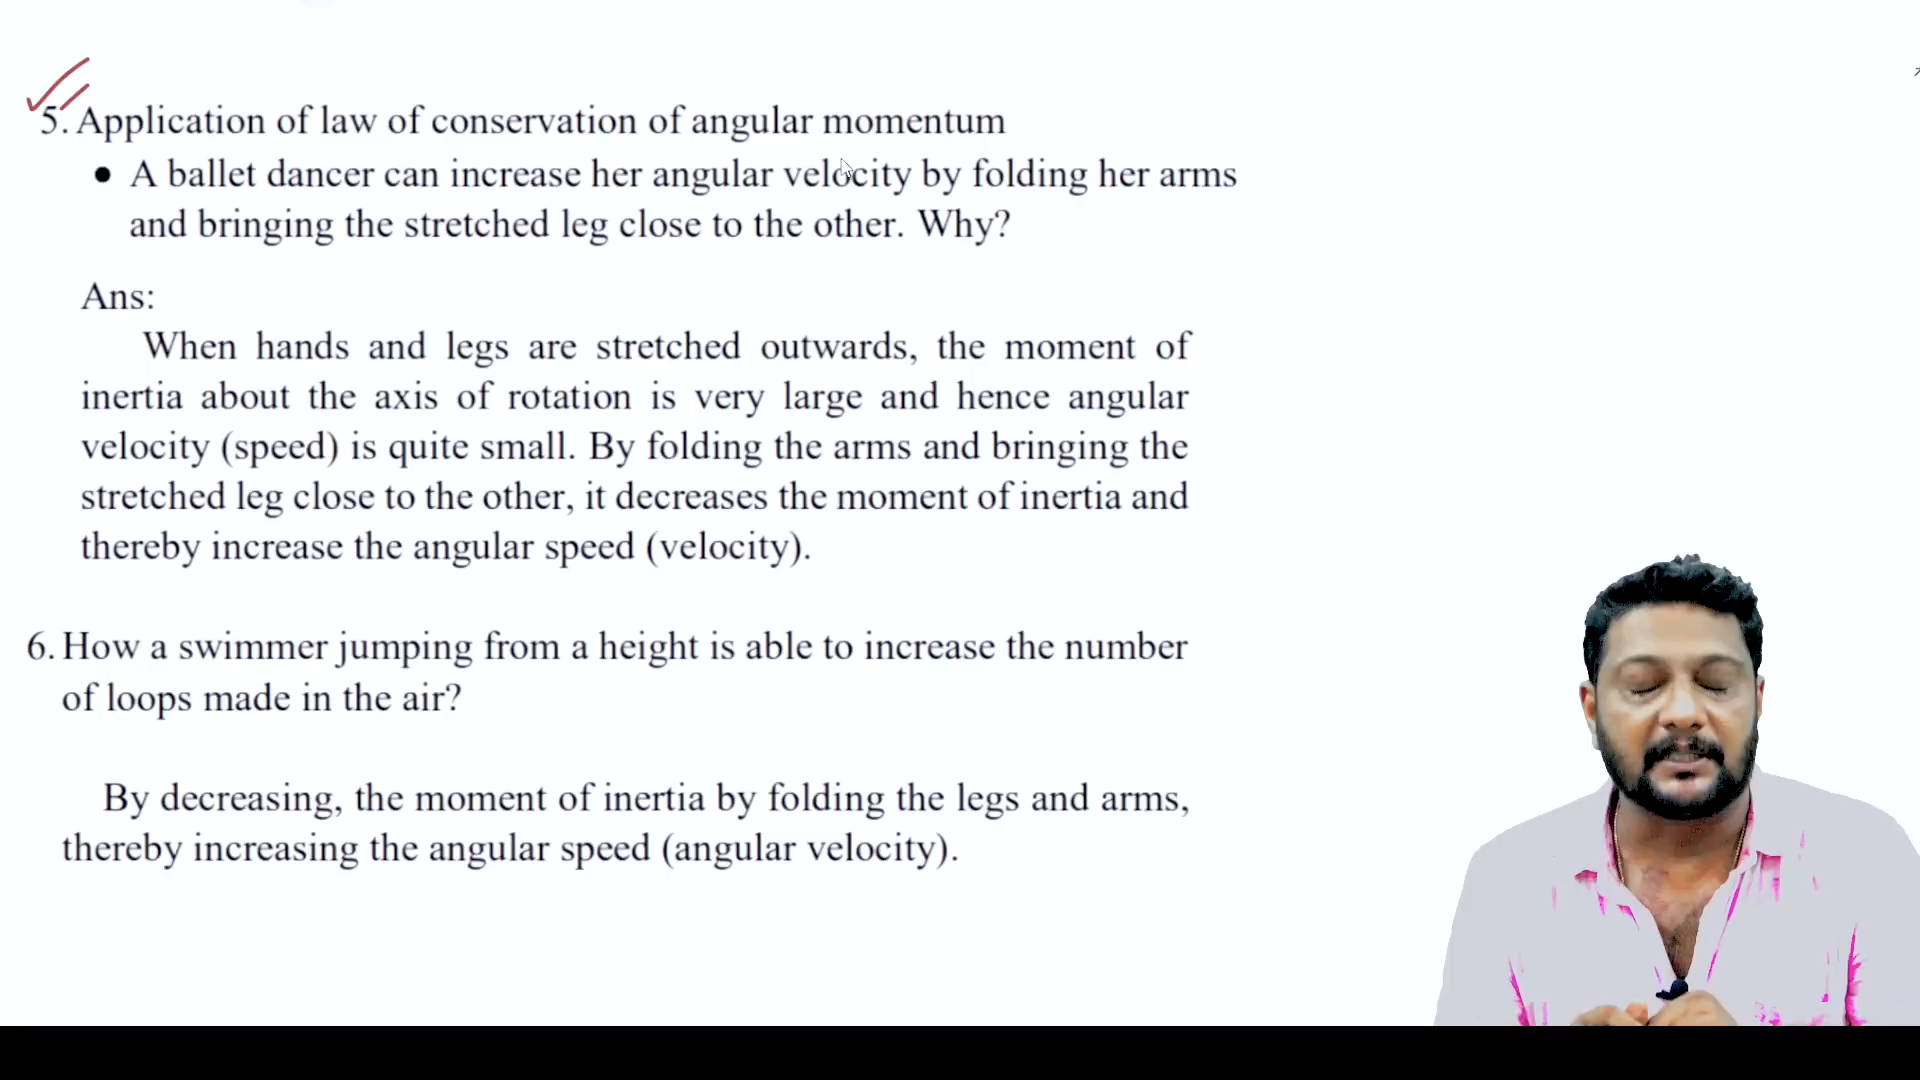 5. Application of law of conservation of angular momentum
• A ballet dancer can increase her angular velocity by folding her arms
and bringing the stretched leg close to the other. Why?
Ans:
When hands and legs are stretched outwards, the moment of
inertia about the axis of rotation is very large and hence angular
velocity (speed) is quite small. By folding the arms and bringing the
stretched leg close to the other, it decreases the moment of inertia and
thereby increase the angular speed (velocity).
6. How a swimmer jumping from a height is able to increase the number
of loops made in the air?
By decreasing, the moment of inertia by folding the legs and arms,
thereby increasing the angular speed (angular velocity).